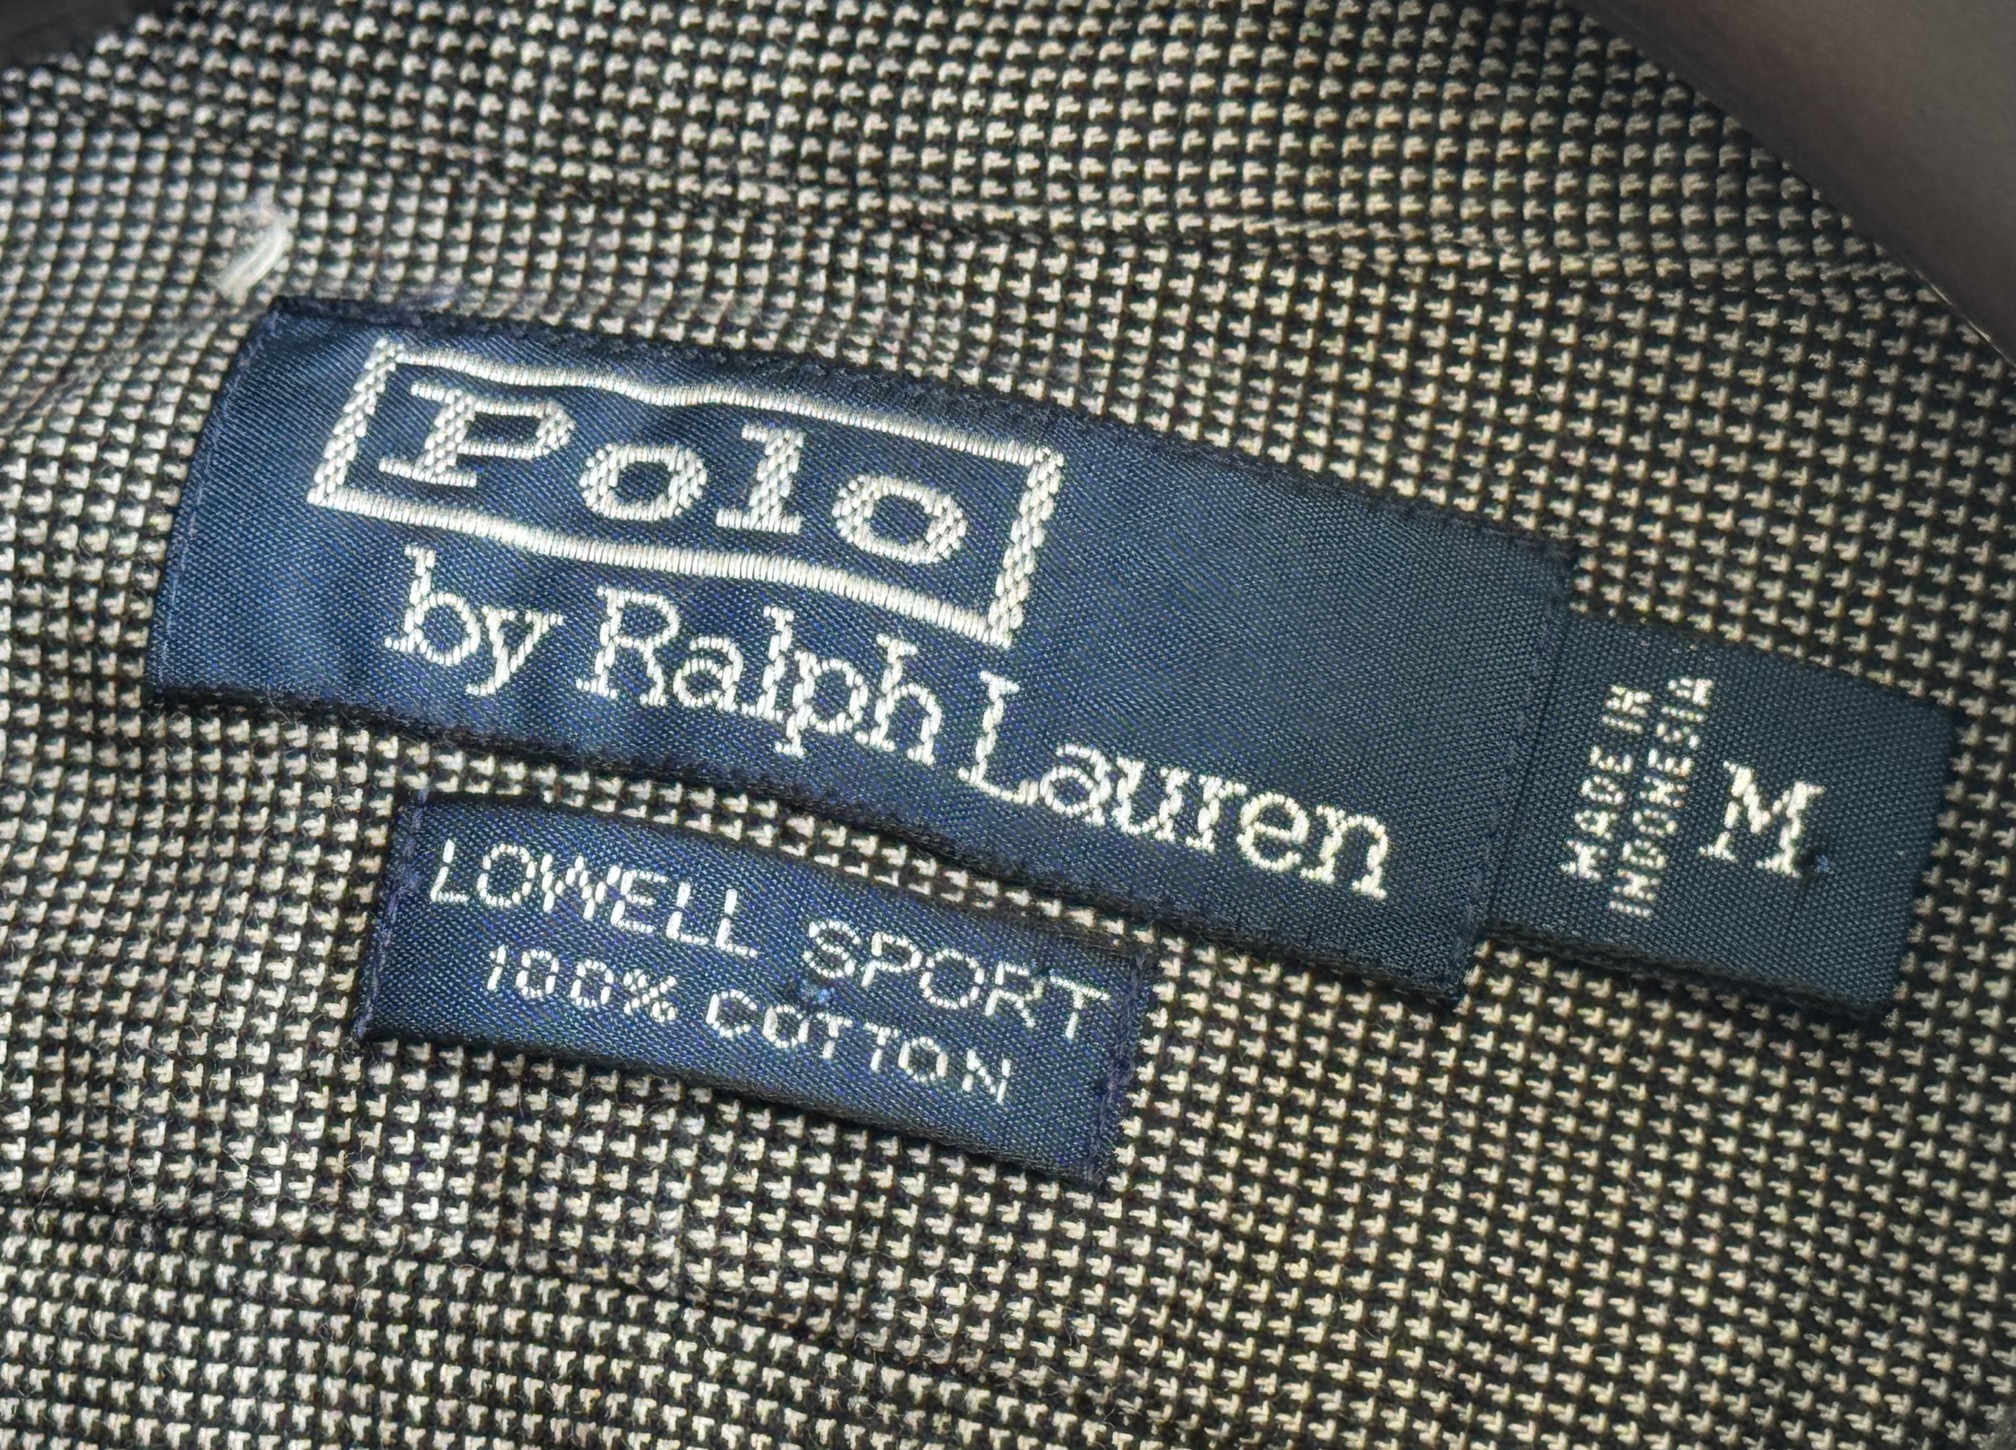 Polo
by Ralph Lauren
MADE IN
INDONESIA
M.
LOWELL SPORT
100% COTTON